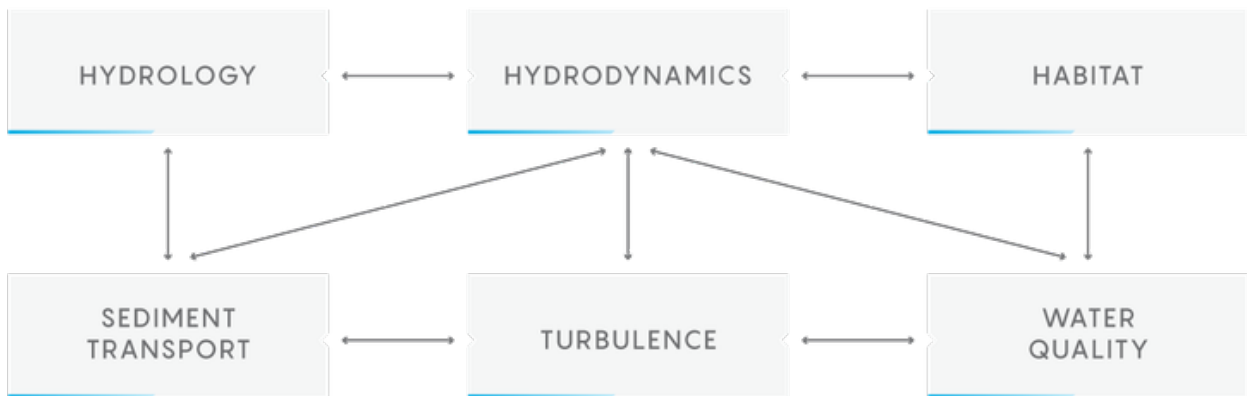 HYDROLOGY
HYDRODYNAMICS
HABITAT
SEDIMENT
TRANSPORT
TURBULENCE
WATER
QUALITY